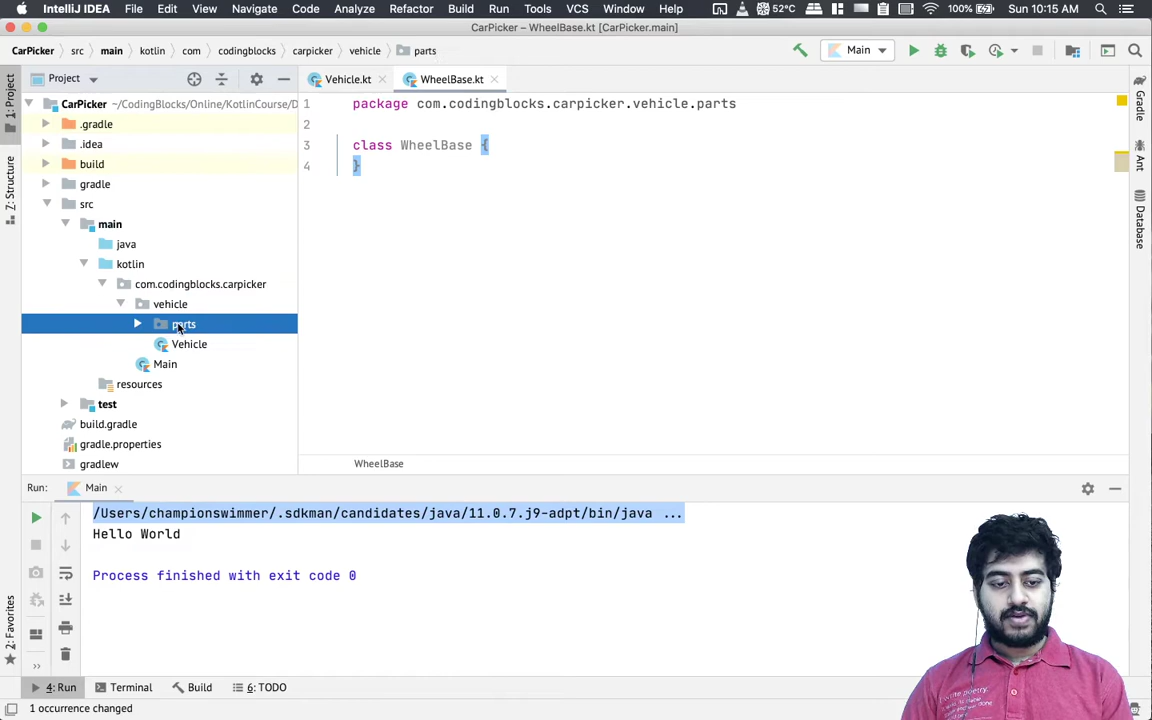 IntelliJ IDEA File Edit View Navigate Code Analyze Refactor Build Run Tools VCS Window Help 52°C 100% Sun 10:15 AM
CarPicker – WheelBase.kt [CarPicker.main]
CarPicker src main kotlin com codingblocks carpicker vehicle parts Main
1: Project
Project
Vehicle.kt WheelBase.kt
CarPicker ~/CodingBlocks/Online/KotlinCourse/D
.gradle
.idea
build
gradle
src
main
java
kotlin
com.codingblocks.carpicker
vehicle
parts
Vehicle
Main
resources
test
build.gradle
gradle.properties
gradlew
1 package com.codingblocks.carpicker.vehicle.parts
2
3 class WheelBase {
4 }
WheelBase
Gradle
Ant
Database
7: Structure
2: Favorites
Run: Main
/Users/championswimmer/.sdkman/candidates/java/11.0.7.j9-adpt/bin/java ...
Hello World
Process finished with exit code 0
4: Run Terminal Build 6: TODO
1 occurrence changed